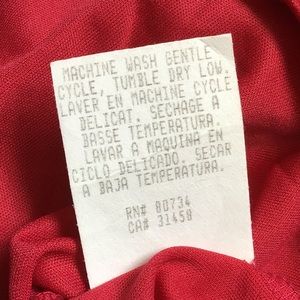 MACHINE WASH GENTLE
CYCLE, TUMBLE DRY LOW.
LAVER EN MACHINE CYCLE
DELICAT. SECHAGE A
BASSE TEMPERATURA.
LAVAR A MAQUINA EN
CICLO DELICADO. SECAR
A BAJA TEMPERATURA.
RN# 80734
CA# 31458